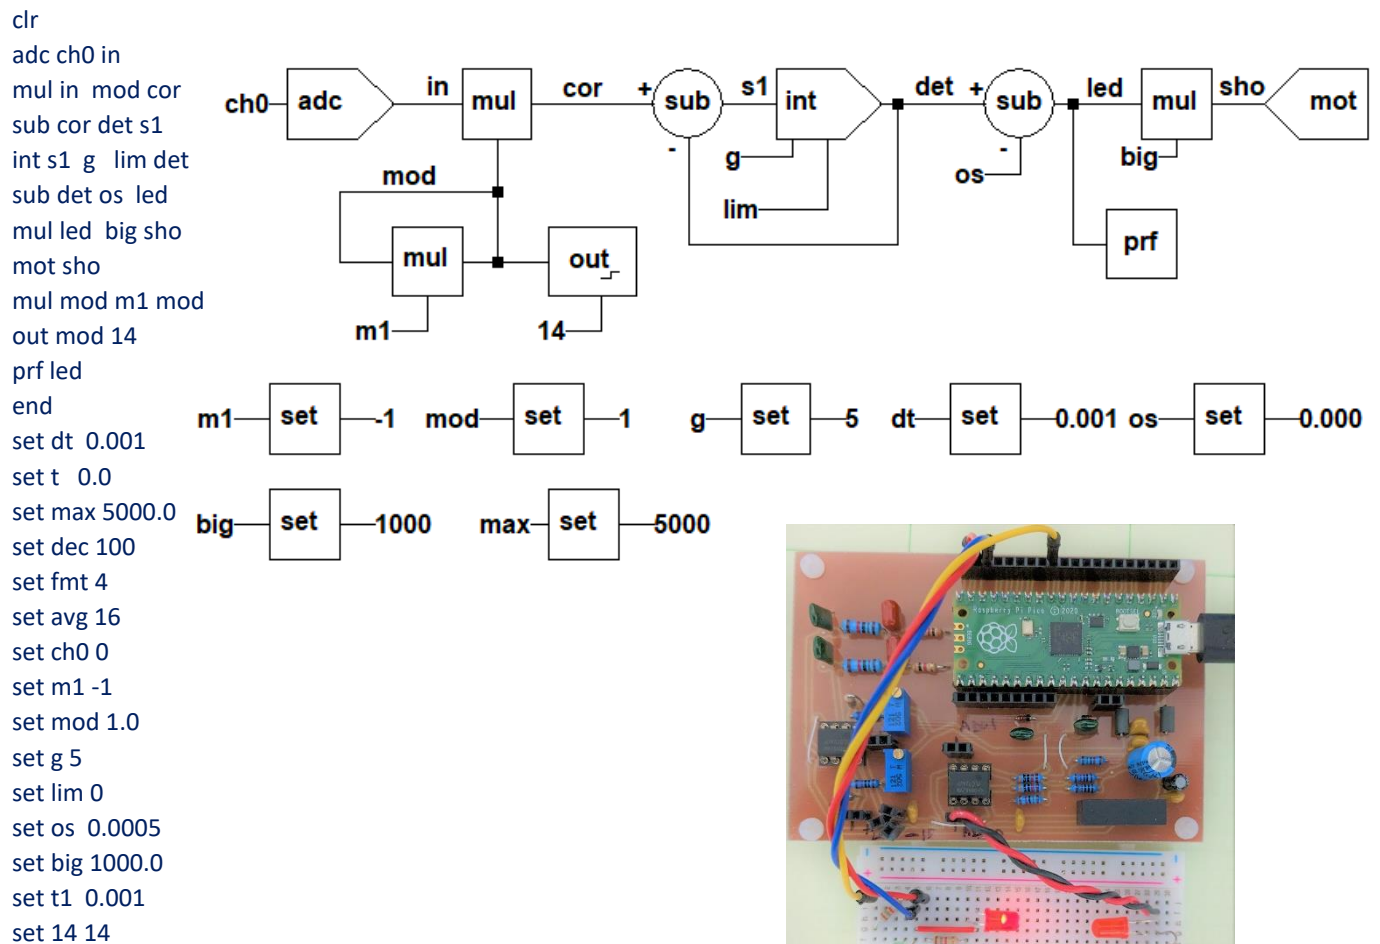 clr
adc ch0 in
mul in  mod cor
sub cor det s1
int s1  g   lim det
sub det os  led
mul led  big sho
mot sho
mul mod m1 mod
out mod 14
prf led
end
set dt  0.001
set t   0.0
set max 5000.0
set dec 100
set fmt 4
set avg 16
set ch0 0
set m1 -1
set mod 1.0
set g 5
set lim 0
set os  0.0005
set big 1000.0
set t1  0.001
set 14 14
ch0 adc in mul cor + sub s1 int det + sub led mul sho mot
- g - os big
mod lim
mul out prf
m1 14
m1 set -1 mod set 1 g set 5 dt set 0.001 os set 0.000
big set 1000 max set 5000
Raspberry Pi Pico © 2020